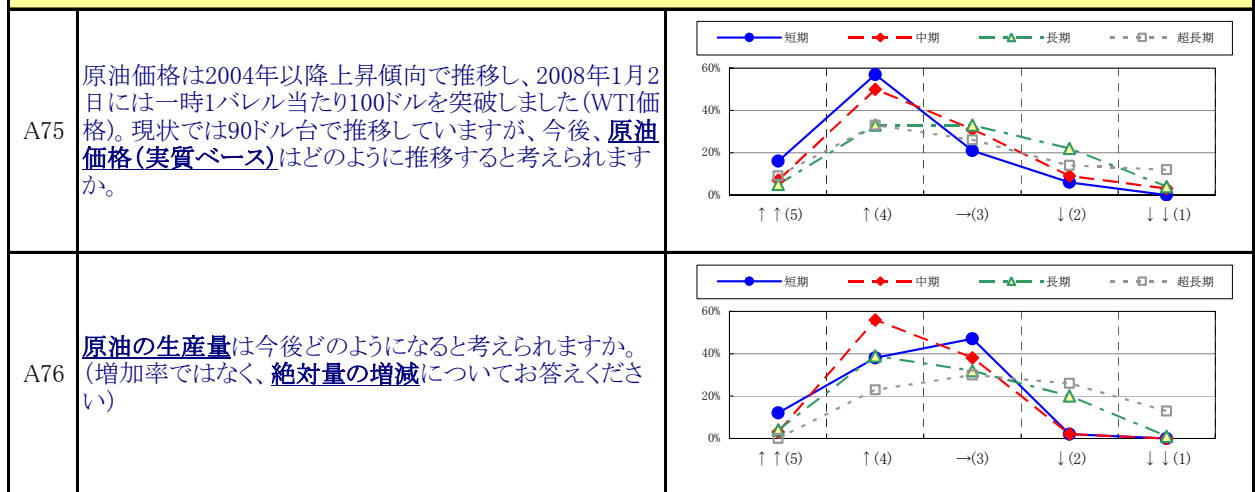 A75
原油価格は2004年以降上昇傾向で推移し、2008年1月2
日には一時1バレル当たり100ドルを突破しました(WTI価
格)。現状では90ドル台で推移していますが、今後、原油
価格(実質ベース)はどのように推移すると考えられます
か。
短期 中期 長期 超長期
60%
40%
20%
0%
↑↑(5) ↑(4) →(3) ↓(2) ↓↓(1)
A76
原油の生産量は今後どのようになると考えられますか。
(増加率ではなく、絶対量の増減についてお答えくださ
い)
短期 中期 長期 超長期
60%
40%
20%
0%
↑↑(5) ↑(4) →(3) ↓(2) ↓↓(1)